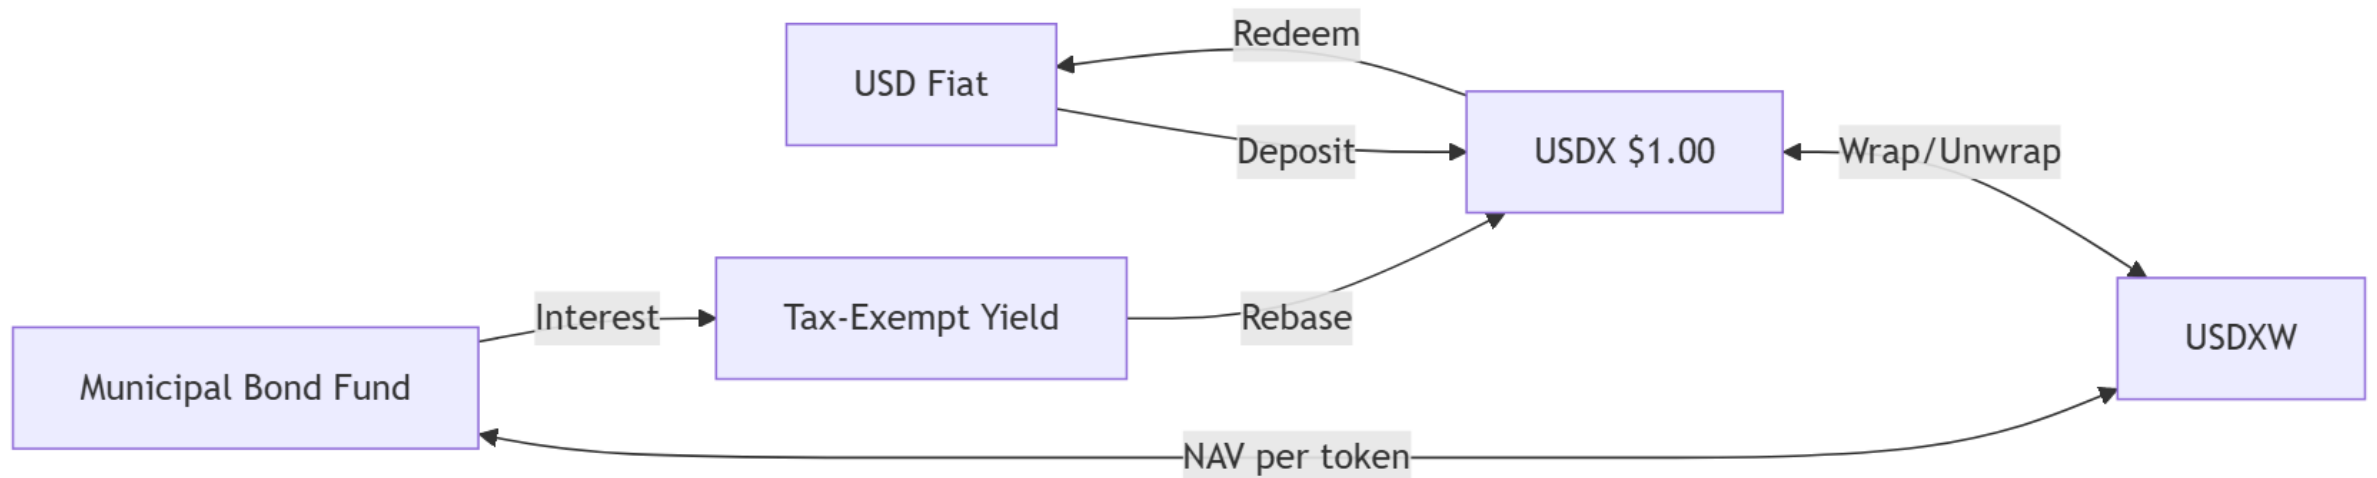 Redeem
USD Fiat
Deposit
USDX $1.00
Wrap/Unwrap
Interest
Tax-Exempt Yield
Rebase
USDXW
Municipal Bond Fund
NAV per token